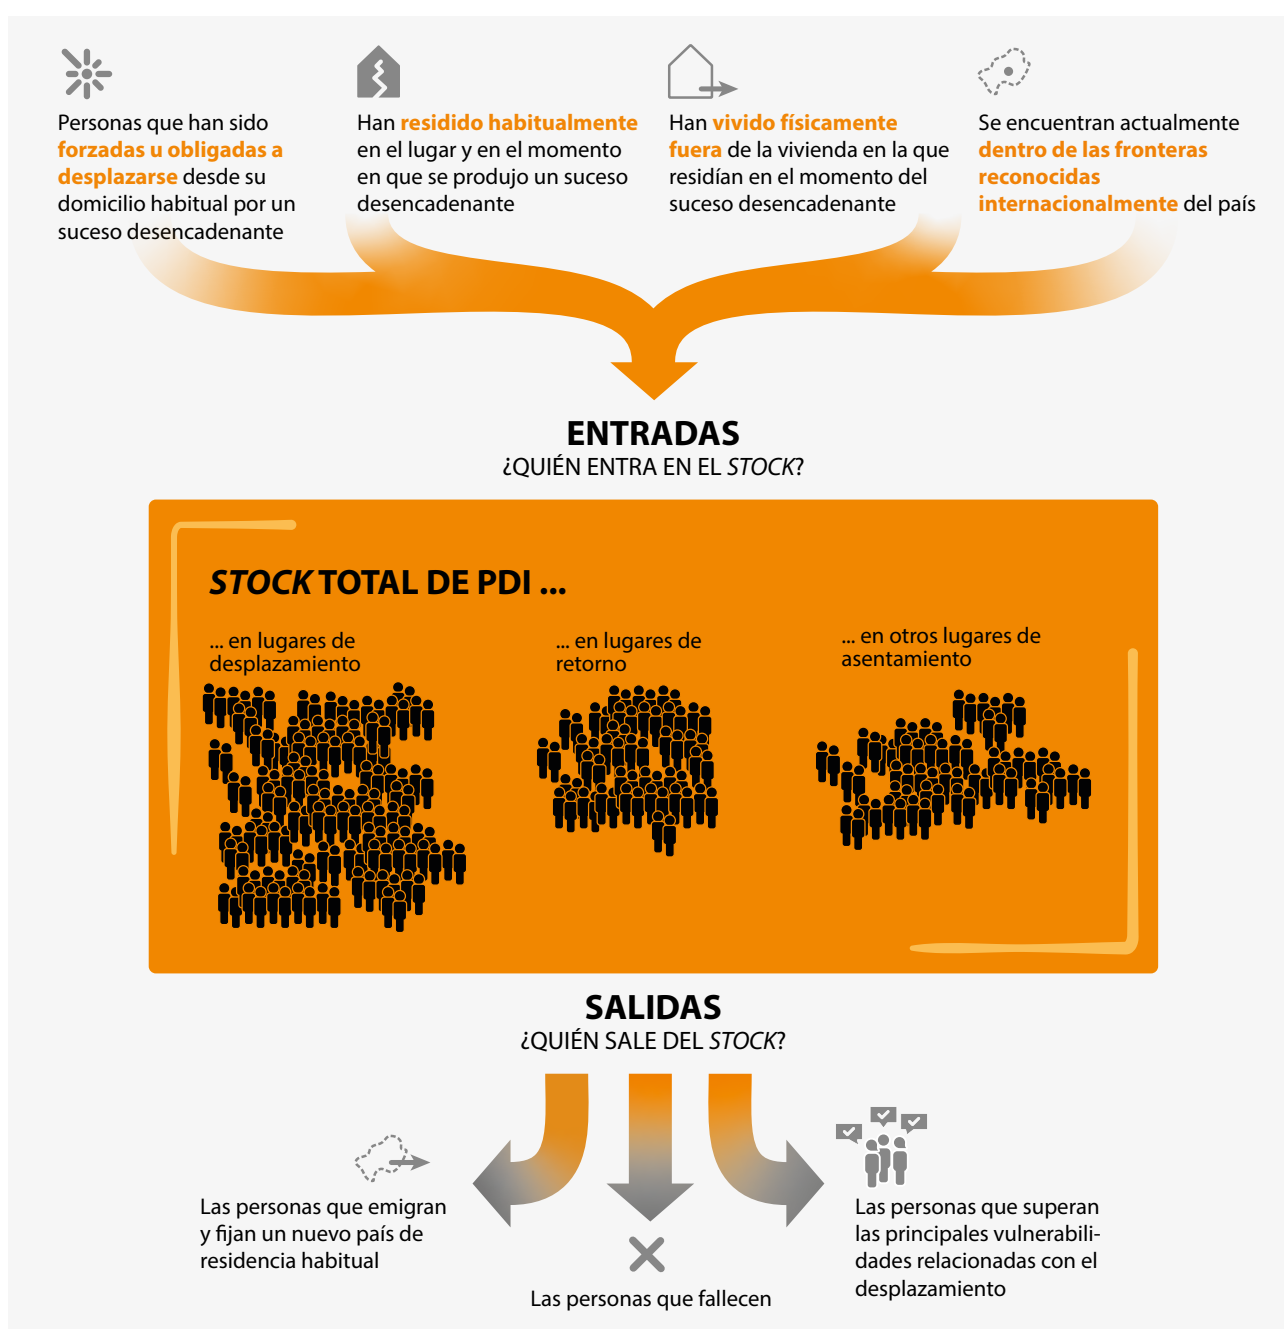 Personas que han sido
forzadas u obligadas a
desplazarse desde su
domicilio habitual por un
suceso desencadenante
Han residido habitualmente
en el lugar y en el momento
en que se produjo un suceso
desencadenante
Han vivido físicamente
fuera de la vivienda en la que
residían en el momento del
suceso desencadenante
Se encuentran actualmente
dentro de las fronteras
reconocidas
internacionalmente del país
ENTRADAS
¿QUIÉN ENTRA EN EL STOCK?
STOCK TOTAL DE PDI ...
... en lugares de
desplazamiento
... en lugares de
retorno
... en otros lugares de
asentamiento
SALIDAS
¿QUIÉN SALE DEL STOCK?
Las personas que emigran
y fijan un nuevo país de
residencia habitual
Las personas que fallecen
Las personas que superan
las principales vulnerabili-
dades relacionadas con el
desplazamiento